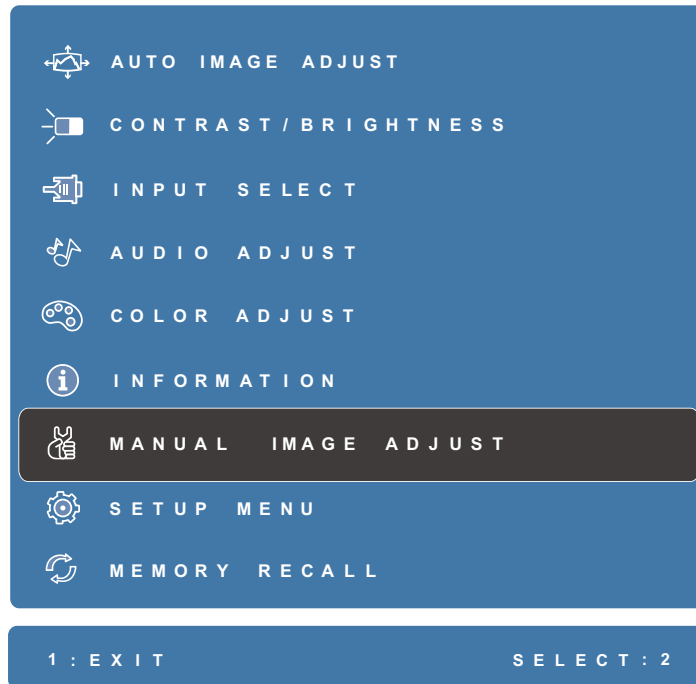 AUTO IMAGE ADJUST
CONTRAST/BRIGHTNESS
INPUT SELECT
AUDIO ADJUST
COLOR ADJUST
INFORMATION
MANUAL IMAGE ADJUST
SETUP MENU
MEMORY RECALL
1:EXIT SELECT:2